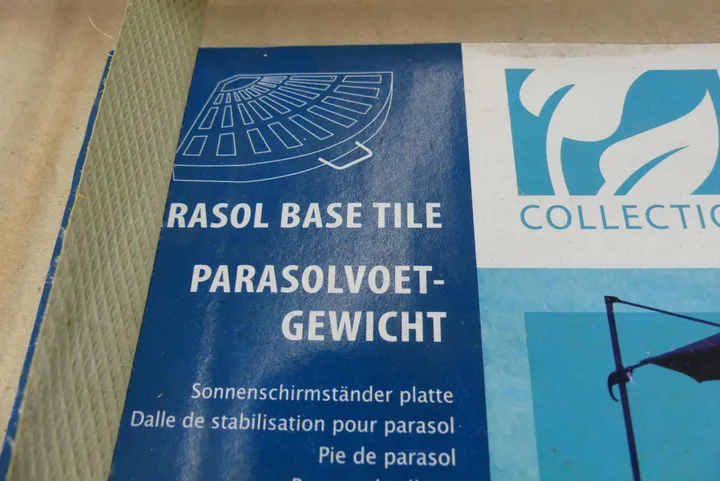 RASOL BASE TILE
COLLECTIO
PARASOLVOET-
GEWICHT
Sonnenschirmständer platte
Dalle de stabilisation pour parasol
Pie de parasol